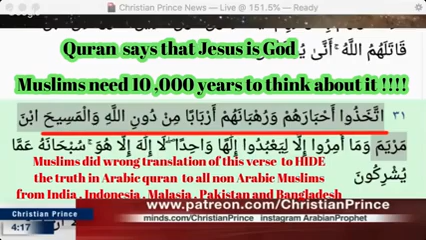 Christian Prince News — Live @ 151.5% — Ready
قَاتَلَهُمُ اللَّهُ ۚ أَنَّىٰ
Quran says that Jesus is God
Muslims need 10 ,000 years to think about it !!!!
٣١ اتَّخَذُوا أَحْبَارَهُمْ وَرُهْبَانَهُمْ أَرْبَابًا مِنْ دُونِ اللَّهِ وَالْمَسِيحَ ابْنَ
مَرْيَمَ وَمَا أُمِرُوا إِلَّا لِيَعْبُدُوا إِلَٰهًا وَاحِدًا ۖ لَا إِلَٰهَ إِلَّا هُوَ ۚ سُبْحَانَهُ عَمَّا
يُشْرِكُونَ
Muslims did wrong translation of this verse to HIDE
the truth in Arabic quran to all non Arabic Muslims
from India , Indonesia , Malasia , Pakistan and Bangladesh
Christian Prince
www.patreon.com/ChristianPrince
4:17
minds.com/ChristianPrince instagram ArabianProphet